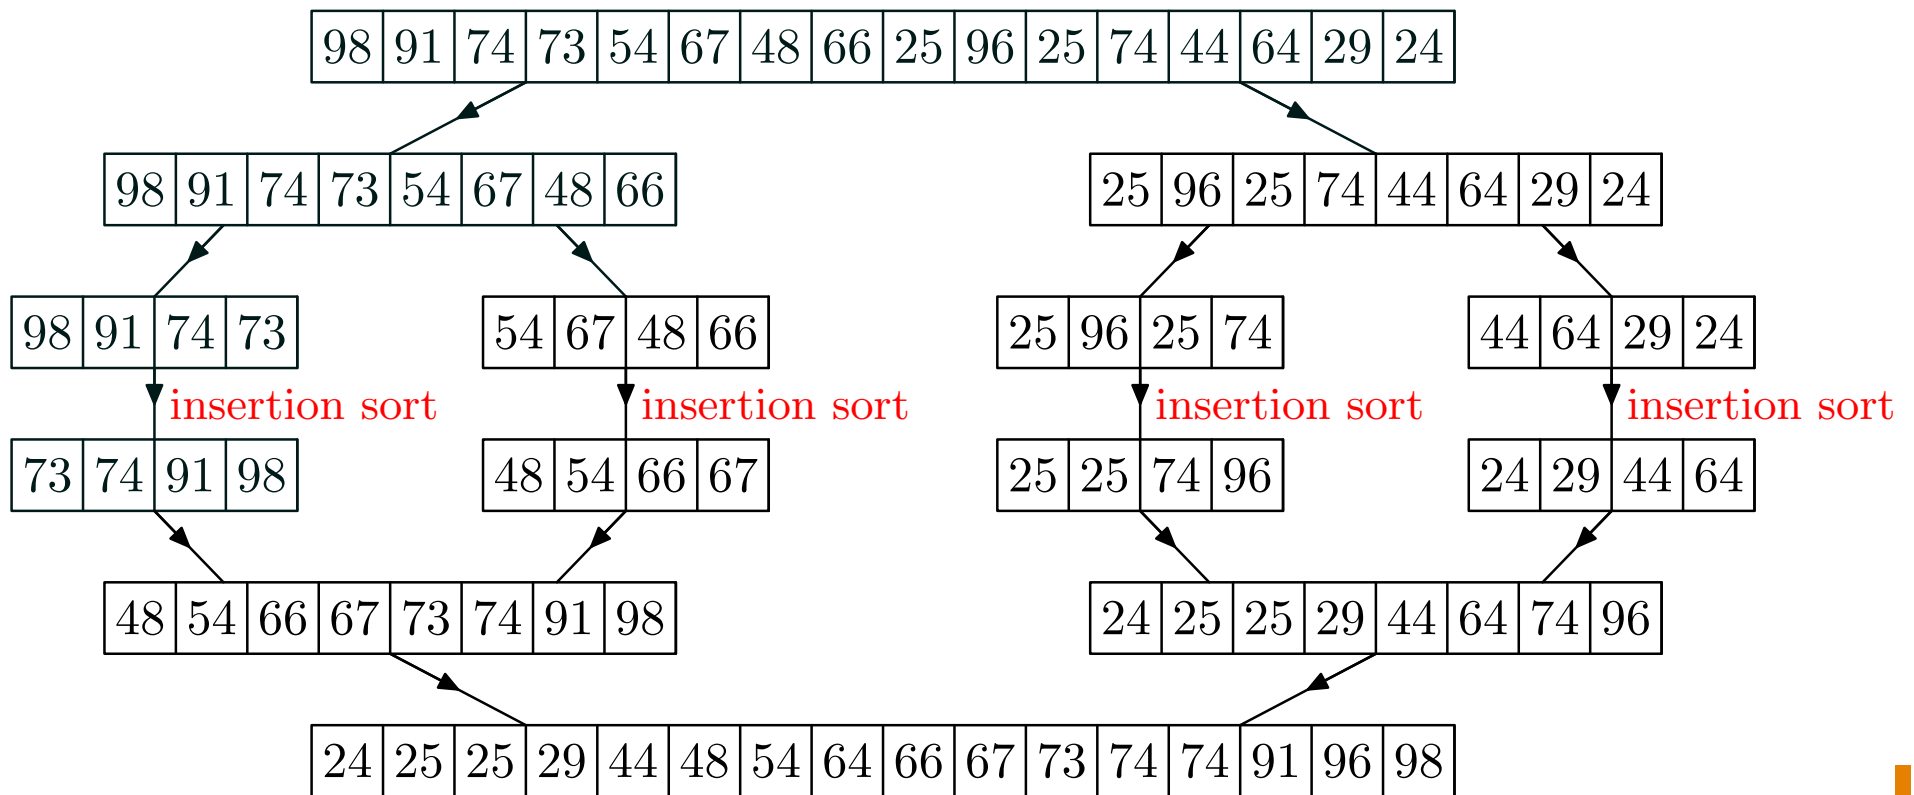 98 91 74 73 54 67 48 66 25 96 25 74 44 64 29 24
98 91 74 73 54 67 48 66 25 96 25 74 44 64 29 24
98 91 74 73 54 67 48 66 25 96 25 74 44 64 29 24
insertion sort insertion sort insertion sort insertion sort
73 74 91 98 48 54 66 67 25 25 74 96 24 29 44 64
48 54 66 67 73 74 91 98 24 25 25 29 44 64 74 96
24 25 25 29 44 48 54 64 66 67 73 74 74 91 96 98